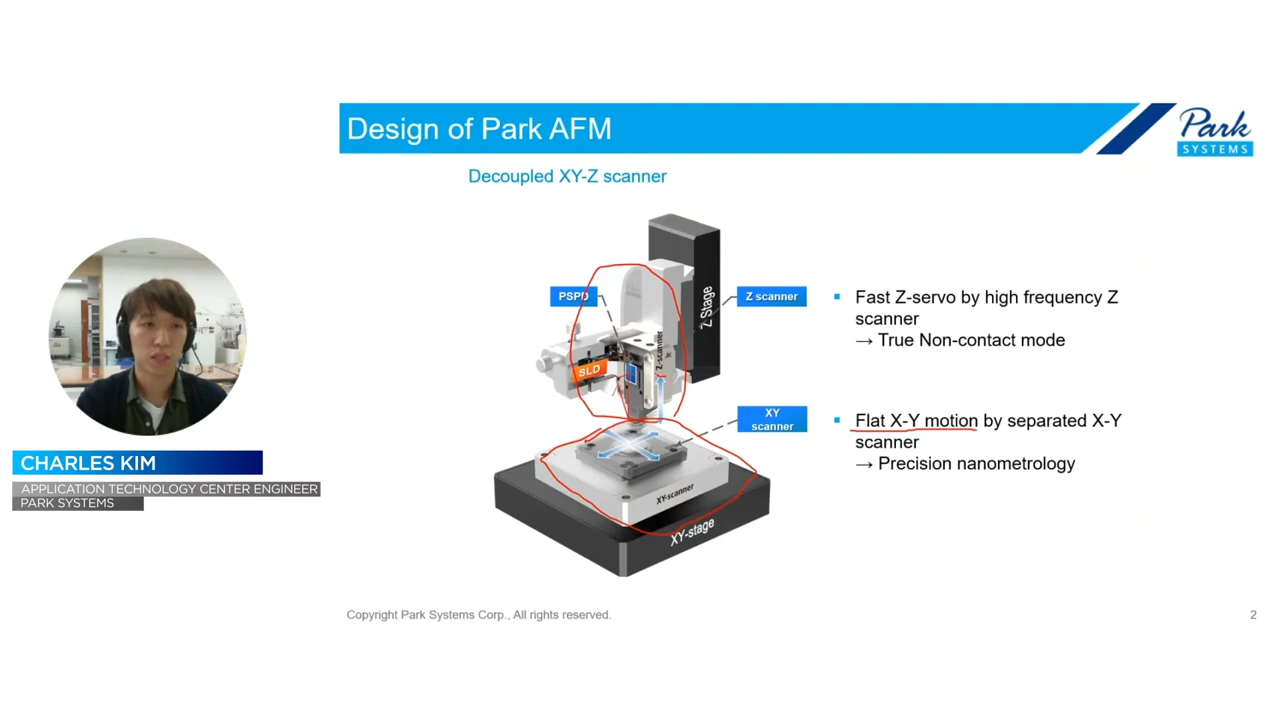 Design of Park AFM
Park
SYSTEMS
Decoupled XY-Z scanner
PSPD
Z scanner
Z Stage
Z-scanner
SLD
XY
scanner
XY-scanner
XY-stage
Fast Z-servo by high frequency Z
scanner
→ True Non-contact mode
Flat X-Y motion by separated X-Y
scanner
→ Precision nanometrology
CHARLES KIM
APPLICATION TECHNOLOGY CENTER ENGINEER
PARK SYSTEMS
Copyright Park Systems Corp., All rights reserved.
2